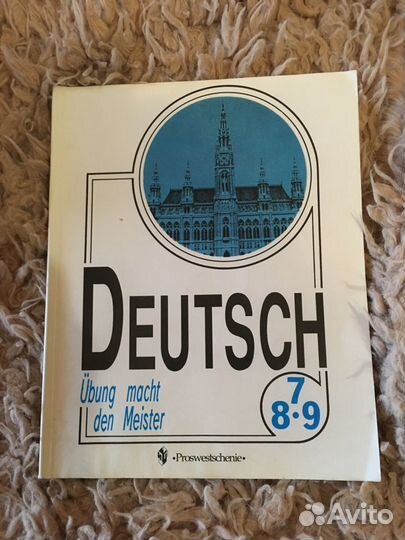 DEUTSCH
Übung macht
den Meister
7
8•9
•Proswestschenie•
Avito